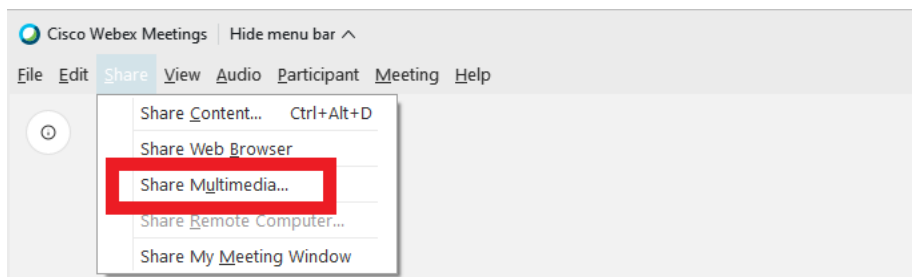 Cisco Webex Meetings Hide menu bar
File Edit Share View Audio Participant Meeting Help
Share Content... Ctrl+Alt+D
Share Web Browser
Share Multimedia...
Share Remote Computer...
Share My Meeting Window